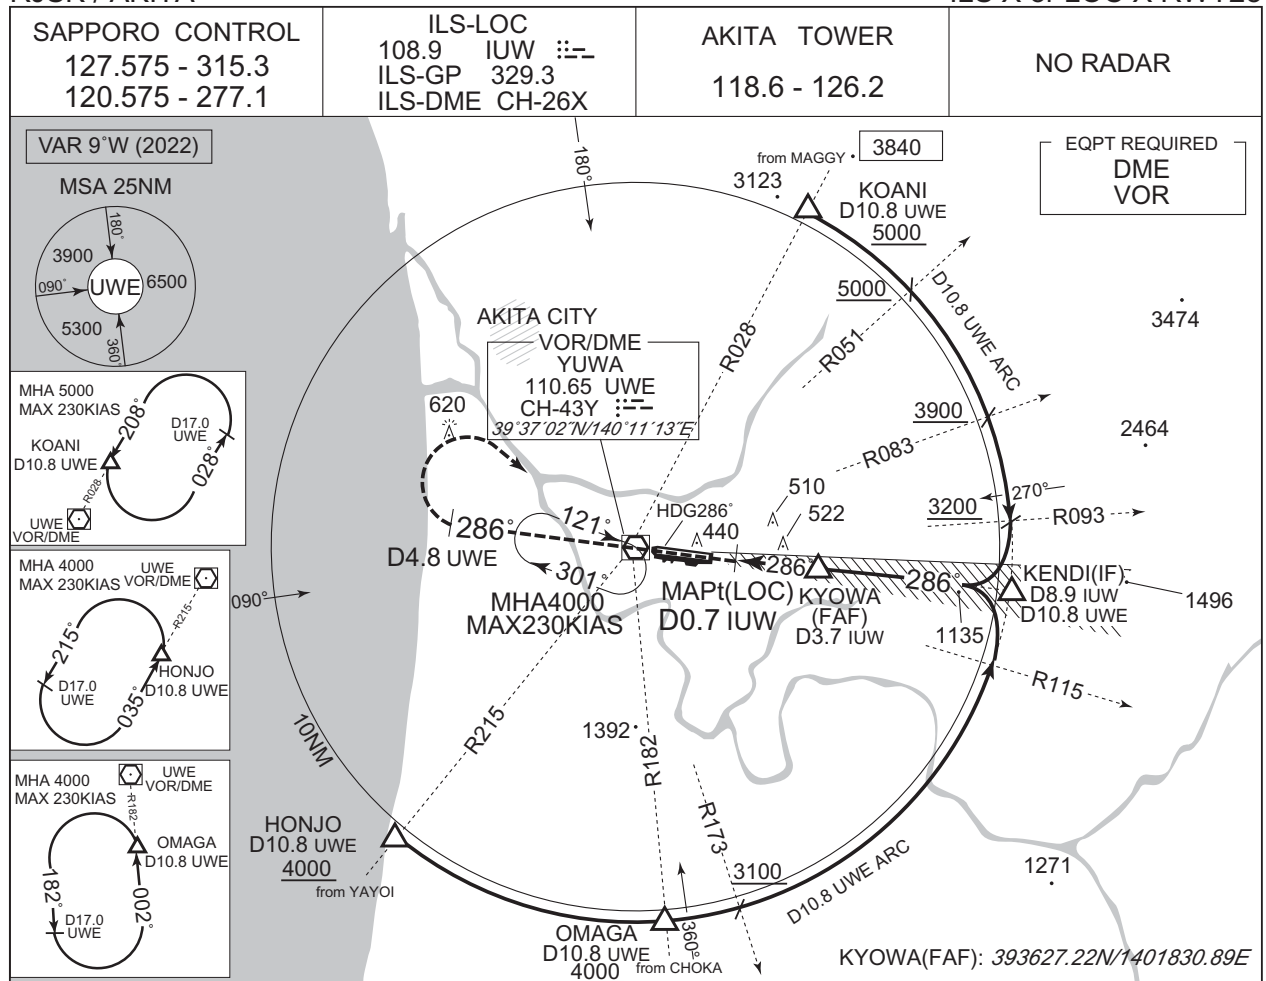 SAPPORO CONTROL
127.575 - 315.3
120.575 - 277.1
ILS-LOC
108.9 IUW
ILS-GP 329.3
ILS-DME CH-26X
AKITA TOWER
118.6 - 126.2
NO RADAR
VAR 9°W (2022)
MSA 25NM
180°
3900
090°
UWE
6500
5300
360°
EQPT REQUIRED
DME
VOR
180°
from MAGGY
3840
3123
KOANI
D10.8 UWE
5000
D10.8 UWE ARC
5000
R028
R051
3474
3900
R083
2464
AKITA CITY
VOR/DME
YUWA
110.65 UWE
CH-43Y
39°37'02"N/140°11'13"E
620
MHA 5000
MAX 230KIAS
208°
D17.0
UWE
KOANI
D10.8 UWE
028°
R028
UWE
VOR/DME
510
522
3200
270°
R093
HDG286°
440
286°
121°
D4.8 UWE
301°
MHA4000
MAX230KIAS
MAPt(LOC)
D0.7 IUW
286°
KYOWA
(FAF)
D3.7 IUW
286°
1135
KENDI(IF)
D8.9 IUW
D10.8 UWE
1496
R115
MHA 4000
MAX 230KIAS
UWE
VOR/DME
R215
215°
D17.0
UWE
HONJO
D10.8 UWE
035°
090°
10NM
R215
1392
R182
R173
MHA 4000
MAX 230KIAS
UWE
VOR/DME
R182
OMAGA
D10.8 UWE
182°
D17.0
UWE
002°
HONJO
D10.8 UWE
4000
from YAYOI
3100
D10.8 UWE ARC
1271
OMAGA
D10.8 UWE
4000
360°
from CHOKA
KYOWA(FAF): 393627.22N/1401830.89E